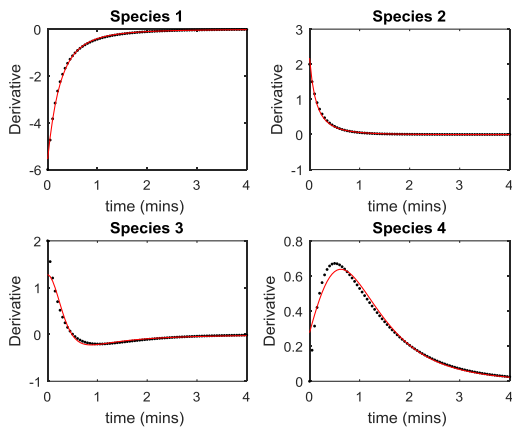 Species 1
Derivative
0
-2
-4
-6
0 1 2 3 4
time (mins)
Species 2
Derivative
3
2
1
0
-1
0 1 2 3 4
time (mins)
Species 3
Derivative
2
1
0
-1
0 1 2 3 4
time (mins)
Species 4
Derivative
0.8
0.6
0.4
0.2
0
0 1 2 3 4
time (mins)